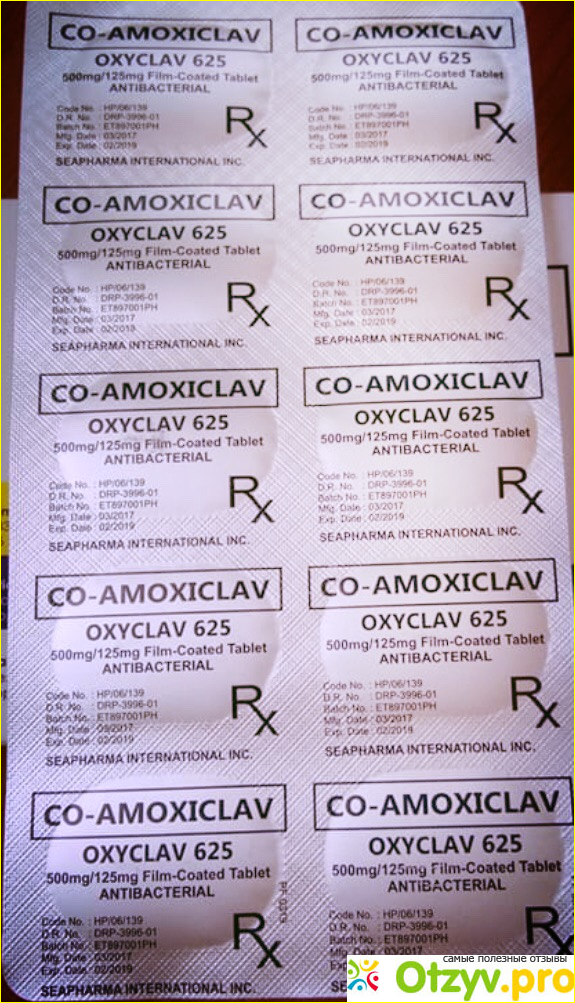 CO-AMOXICLAV
OXYCLAV 625
500mg/125mg Film-Coated Tablet
ANTIBACTERIAL
Code No. : HP/06/139
D.R. No. : DRP-3996-01
Batch No. : ET897001PH
Mfg. Date : 03/2017
Exp. Date : 02/2019
Rx
SEAPHARMA INTERNATIONAL INC.
CO-AMOXICLAV
OXYCLAV 625
500mg/125mg Film-Coated Tablet
ANTIBACTERIAL
Code No. : HP/06/139
D.R. No. : DRP-3996-01
Batch No. : ET897001PH
Mfg. Date : 03/2017
Exp. Date : 02/2019
Rx
SEAPHARMA INTERNATIONAL INC.
CO-AMOXICLAV
OXYCLAV 625
500mg/125mg Film-Coated Tablet
ANTIBACTERIAL
Code No. : HP/06/139
D.R. No. : DRP-3996-01
Batch No. : ET897001PH
Mfg. Date : 03/2017
Exp. Date : 02/2019
Rx
SEAPHARMA INTERNATIONAL INC.
CO-AMOXICLAV
OXYCLAV 625
500mg/125mg Film-Coated Tablet
ANTIBACTERIAL
Code No. : HP/06/139
D.R. No. : DRP-3996-01
Batch No. : ET897001PH
Mfg. Date : 03/2017
Exp. Date : 02/2019
Rx
SEAPHARMA INTERNATIONAL INC.
CO-AMOXICLAV
OXYCLAV 625
500mg/125mg Film-Coated Tablet
ANTIBACTERIAL
Code No. : HP/06/139
D.R. No. : DRP-3996-01
Batch No. : ET897001PH
Mfg. Date : 03/2017
Exp. Date : 02/2019
Rx
SEAPHARMA INTERNATIONAL INC.
CO-AMOXICLAV
OXYCLAV 625
500mg/125mg Film-Coated Tablet
ANTIBACTERIAL
Code No. : HP/06/139
D.R. No. : DRP-3996-01
Batch No. : ET897001PH
Mfg. Date : 03/2017
Exp. Date : 02/2019
Rx
SEAPHARMA INTERNATIONAL INC.
CO-AMOXICLAV
OXYCLAV 625
500mg/125mg Film-Coated Tablet
ANTIBACTERIAL
Code No. : HP/06/139
D.R. No. : DRP-3996-01
Batch No. : ET897001PH
Mfg. Date : 03/2017
Exp. Date : 02/2019
Rx
SEAPHARMA INTERNATIONAL INC.
CO-AMOXICLAV
OXYCLAV 625
500mg/125mg Film-Coated Tablet
ANTIBACTERIAL
Code No. : HP/06/139
D.R. No. : DRP-3996-01
Batch No. : ET897001PH
Mfg. Date : 03/2017
Exp. Date : 02/2019
Rx
SEAPHARMA INTERNATIONAL INC.
CO-AMOXICLAV
OXYCLAV 625
500mg/125mg Film-Coated Tablet
ANTIBACTERIAL
Code No. : HP/06/139
D.R. No. : DRP-3996-01
Batch No. : ET897001PH
Mfg. Date : 03/2017
Exp. Date : 02/2019
Rx
SEAPHARMA INTERNATIONAL INC.
CO-AMOXICLAV
OXYCLAV 625
500mg/125mg Film-Coated Tablet
ANTIBACTERIAL
Code No. : HP/06/139
D.R. No. : DRP-3996-01
Batch No. : ET897001PH
Mfg. Date
Rx
самые полезные отзывы
Otzyv.pro